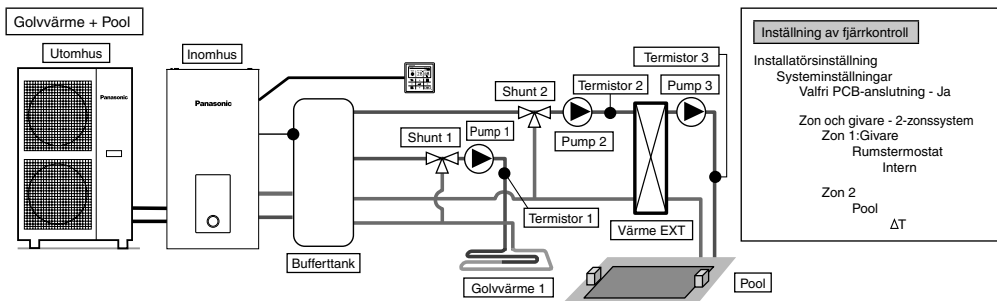 Golvvärme + Pool
Utomhus
Inomhus
Panasonic
Panasonic
Shunt 1
Pump 1
Shunt 2
Pump 2
Termistor 2
Termistor 3
Pump 3
Termistor 1
Värme EXT
Bufferttank
Golvvärme 1
Pool
Inställning av fjärrkontroll
Installatörsinställning
Systeminställningar
Valfri PCB-anslutning - Ja
Zon och givare - 2-zonssystem
Zon 1:Givare
Rumstermostat
Intern
Zon 2
Pool
ΔT